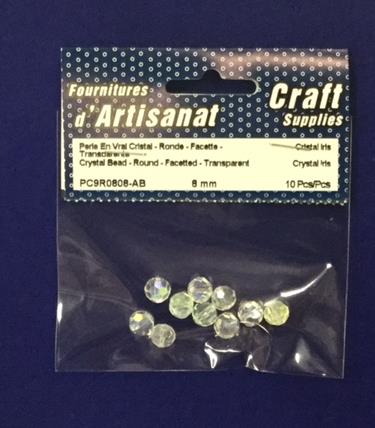 Fournitures
d'Artisanat
Craft
Supplies
Perle En Vrai Cristal - Ronde - Facette - Cristal Iris
Transparente
Crystal Bead - Round - Facetted - Transparent Crystal Iris
PC9R0808-AB 8 mm 10 Pcs/Pcs